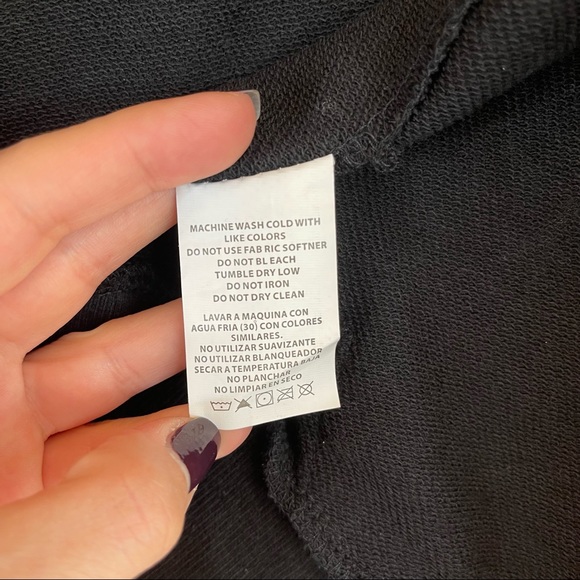 MACHINE WASH COLD WITH
LIKE COLORS
DO NOT USE FAB RIC SOFTNER
DO NOT BL EACH
TUMBLE DRY LOW
DO NOT IRON
DO NOT DRY CLEAN
LAVAR A MAQUINA CON
AGUA FRIA (30) CON COLORES
SIMILARES.
NO UTILIZAR SUAVIZANTE
NO UTILIZAR BLANQUEADOR
SECAR A TEMPERATURA BAJA
NO PLANCHAR
NO LIMPIAR EN SECO